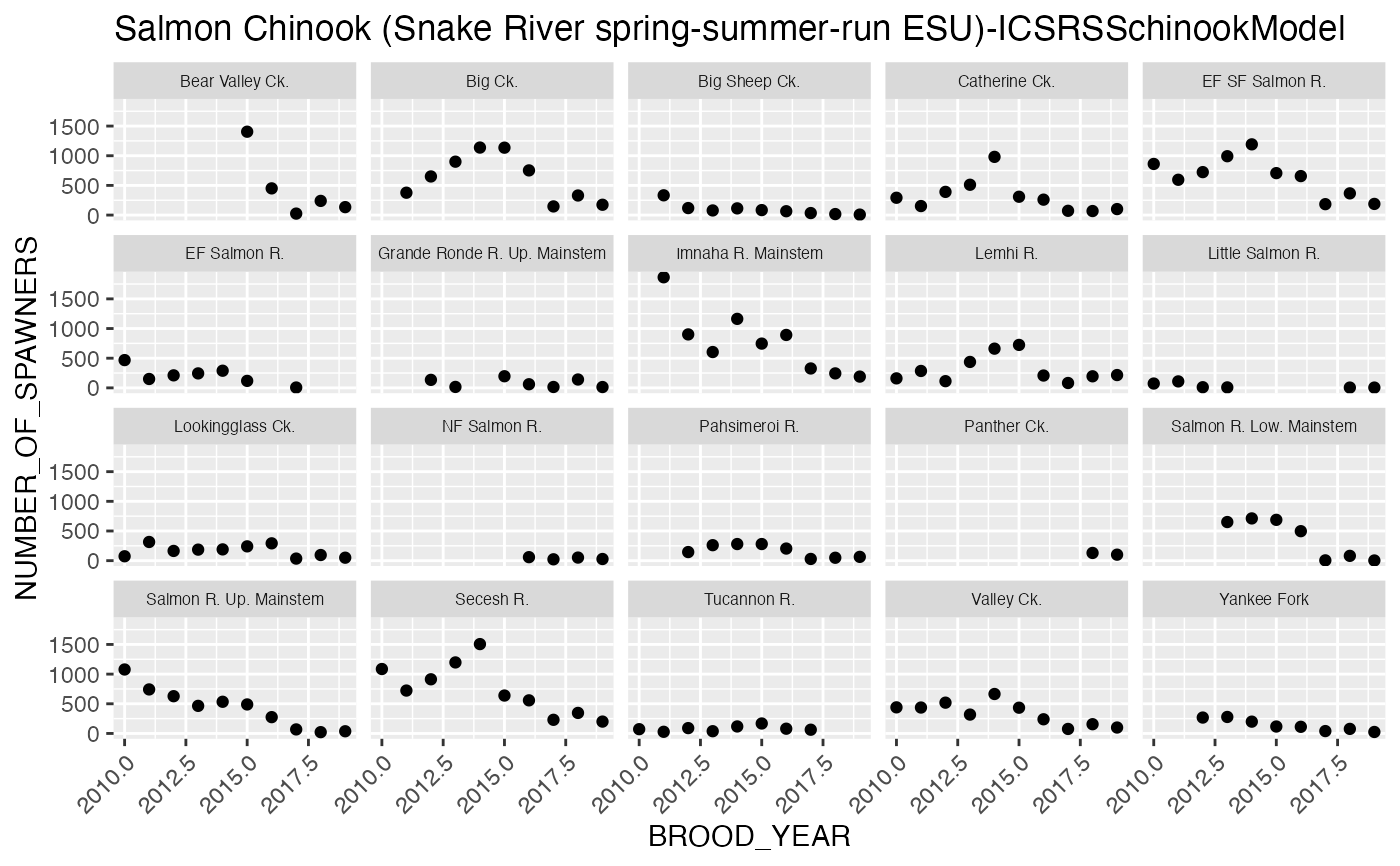 Salmon Chinook (Snake River spring-summer-run ESU)-ICSRSSchinookModel
Bear Valley Ck. Big Ck. Big Sheep Ck. Catherine Ck. EF SF Salmon R.
1500
1000
500
0
EF Salmon R. Grande Ronde R. Up. Mainstem Imnaha R. Mainstem Lemhi R. Little Salmon R.
1500
1000
500
0
Lookingglass Ck. NF Salmon R. Pahsimeroi R. Panther Ck. Salmon R. Low. Mainstem
1500
1000
500
0
Salmon R. Up. Mainstem Secesh R. Tucannon R. Valley Ck. Yankee Fork
1500
1000
500
0
2010.0 2012.5 2015.0 2017.5 2010.0 2012.5 2015.0 2017.5 2010.0 2012.5 2015.0 2017.5 2010.0 2012.5 2015.0 2017.5 2010.0 2012.5 2015.0 2017.5
BROOD_YEAR
NUMBER_OF_SPAWNERS